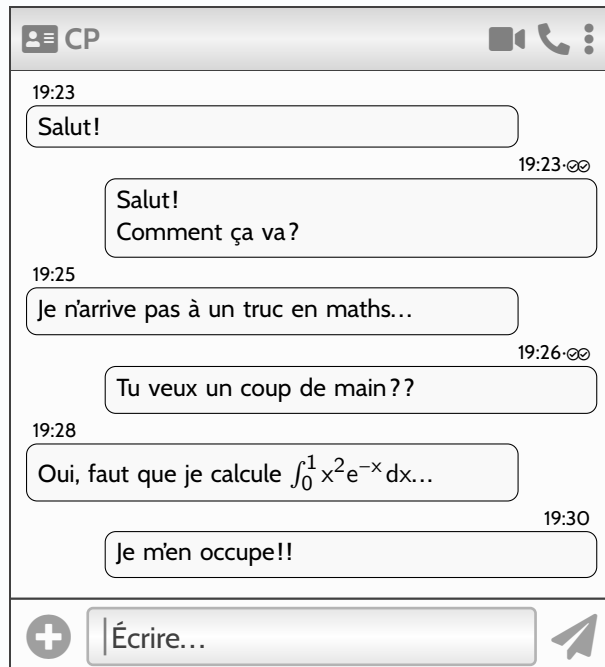 CP
19:23
Salut!
19:23·
Salut!
Comment ça va?
19:25
Je n'arrive pas à un truc en maths...
19:26·
Tu veux un coup de main??
19:28
Oui, faut que je calcule ∫₀¹ x²e⁻ˣ dx...
19:30
Je m'en occupe!!
Écrire...